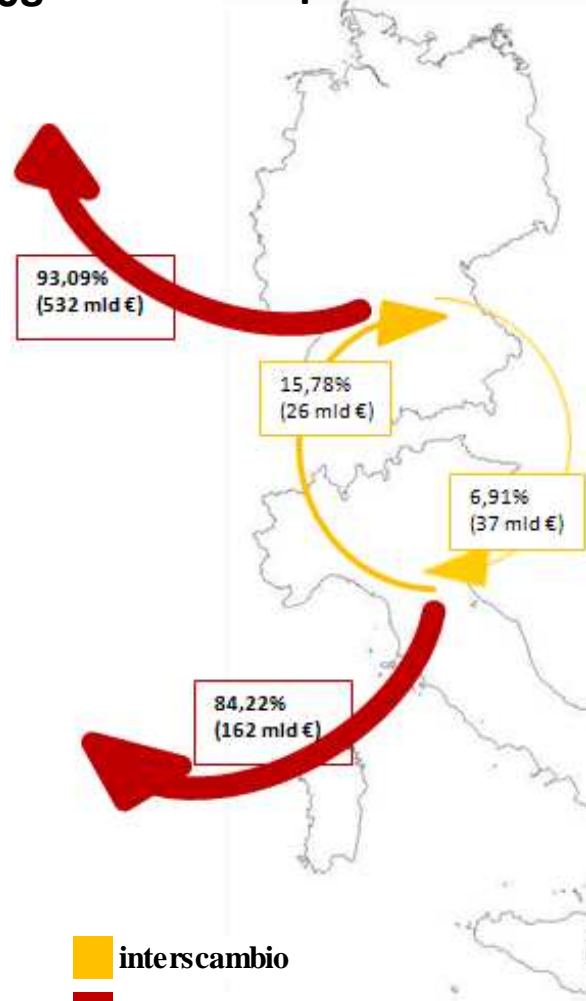 93,09%
(532 mld €)
15,78%
(26 mld €)
6,91%
(37 mld €)
84,22%
(162 mld €)
interscambio